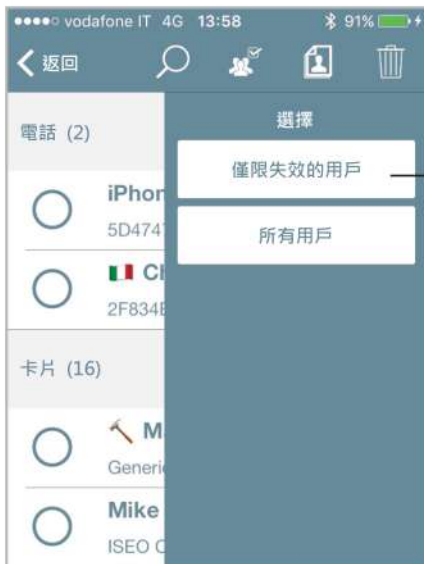 vodafone IT 4G 13:58 91%
返回
選擇
電話 (2)
僅限失效的用戶
iPhon
5D474
所有用戶
2F834
卡片 (16)
M
Generi
Mike
ISEO